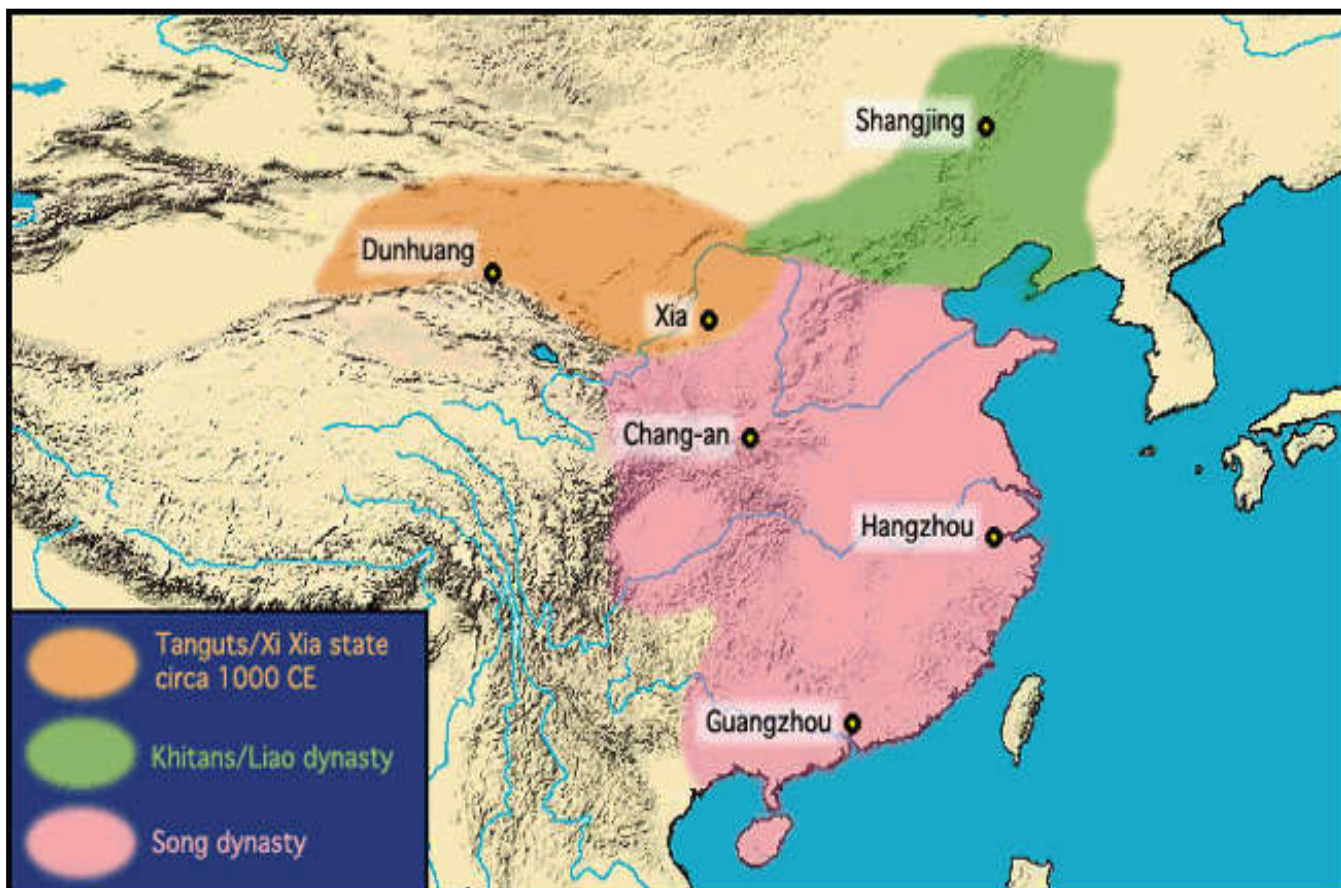 Shangjing
Dunhuang
Xia
Chang-an
Hangzhou
Guangzhou
Tanguts/Xi Xia state
circa 1000 CE
Khitans/Liao dynasty
Song dynasty